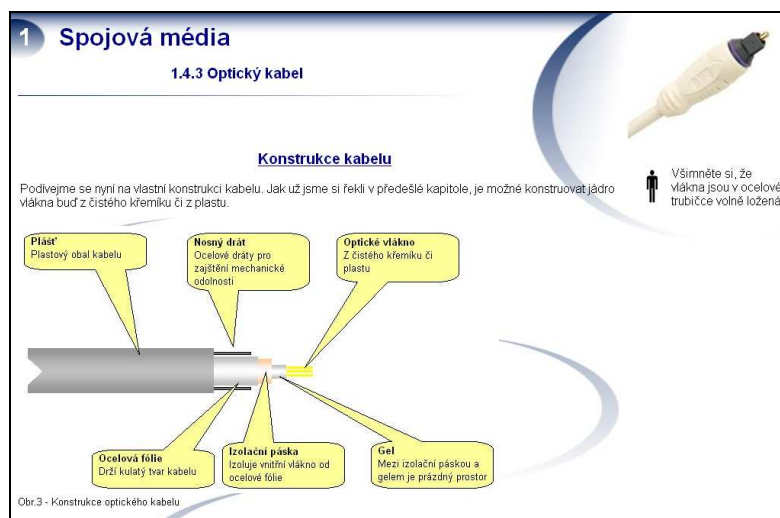 1 Spojová média
1.4.3 Optický kabel
Konstrukce kabelu
Podívejme se nyní na vlastní konstrukci kabelu. Jak už jsme si řekli v předešlé kapitole, je možné konstruovat jádro
vlákna buď z čistého křemíku či z plastu.
Všimněte si, že
vlákna jsou v ocelové
trubičce volně ložená
Plášť
Plastový obal kabelu
Nosný drát
Ocelové dráty pro
zajštění mechanické
odolnosti
Optické vlákno
Z čistého křemíku či
plastu
Ocelová fólie
Drží kulatý tvar kabelu
Izolační páska
Izoluje vnitřní vlákno od
ocelové fólie
Gel
Mezi izolační páskou a
gelem je prázdný prostor
Obr.3 - Konstrukce optického kabelu